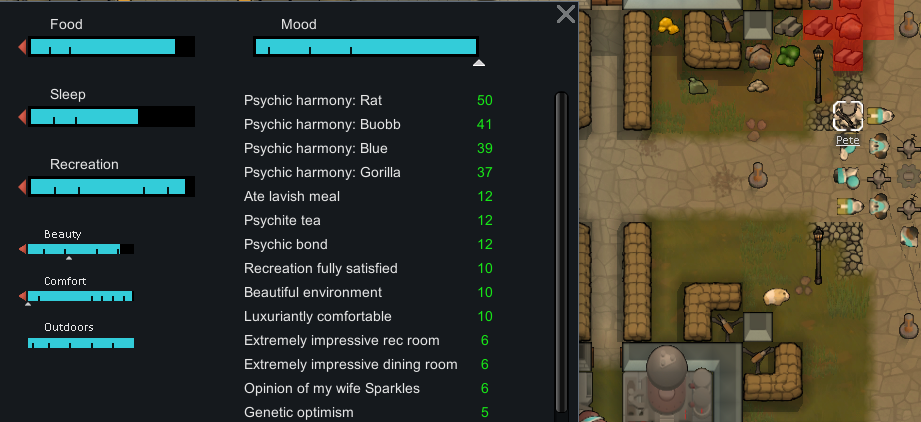 Food
Mood
Sleep
Recreation
Beauty
Comfort
Outdoors
Psychic harmony: Rat 50
Psychic harmony: Buobb 41
Psychic harmony: Blue 39
Psychic harmony: Gorilla 37
Ate lavish meal 12
Psychite tea 12
Psychic bond 12
Recreation fully satisfied 10
Beautiful environment 10
Luxuriantly comfortable 10
Extremely impressive rec room 6
Extremely impressive dining room 6
Opinion of my wife Sparkles 6
Genetic optimism 5
Pete